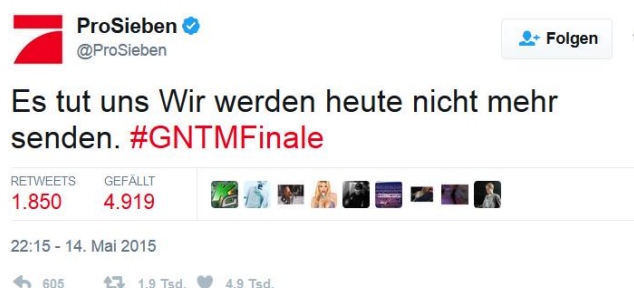 ProSieben
@ProSieben
Folgen
Es tut uns Wir werden heute nicht mehr
senden. #GNTMFinale
RETWEETS GEFÄLLT
1.850 4.919
22:15 - 14. Mai 2015
605 1,9 Tsd. 4,9 Tsd.